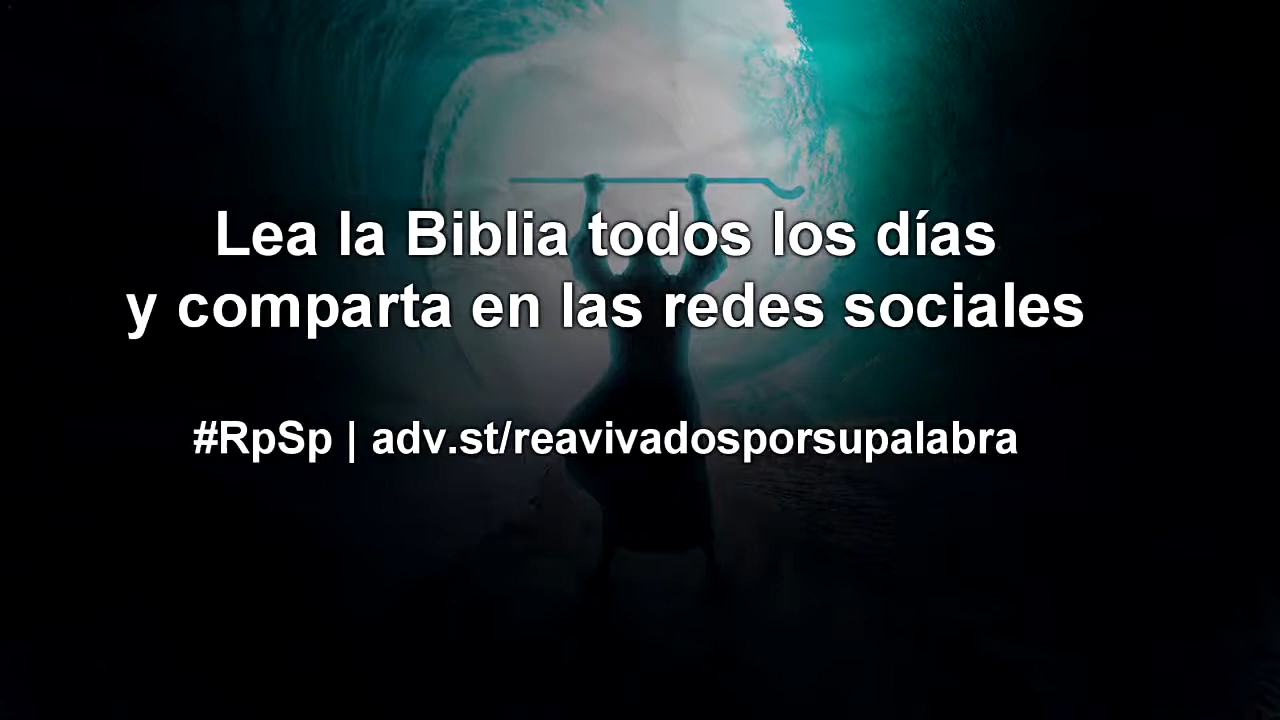 Lea la Biblia todos los días
y comparta en las redes sociales
#RpSp | adv.st/reavivadosporsupalabra